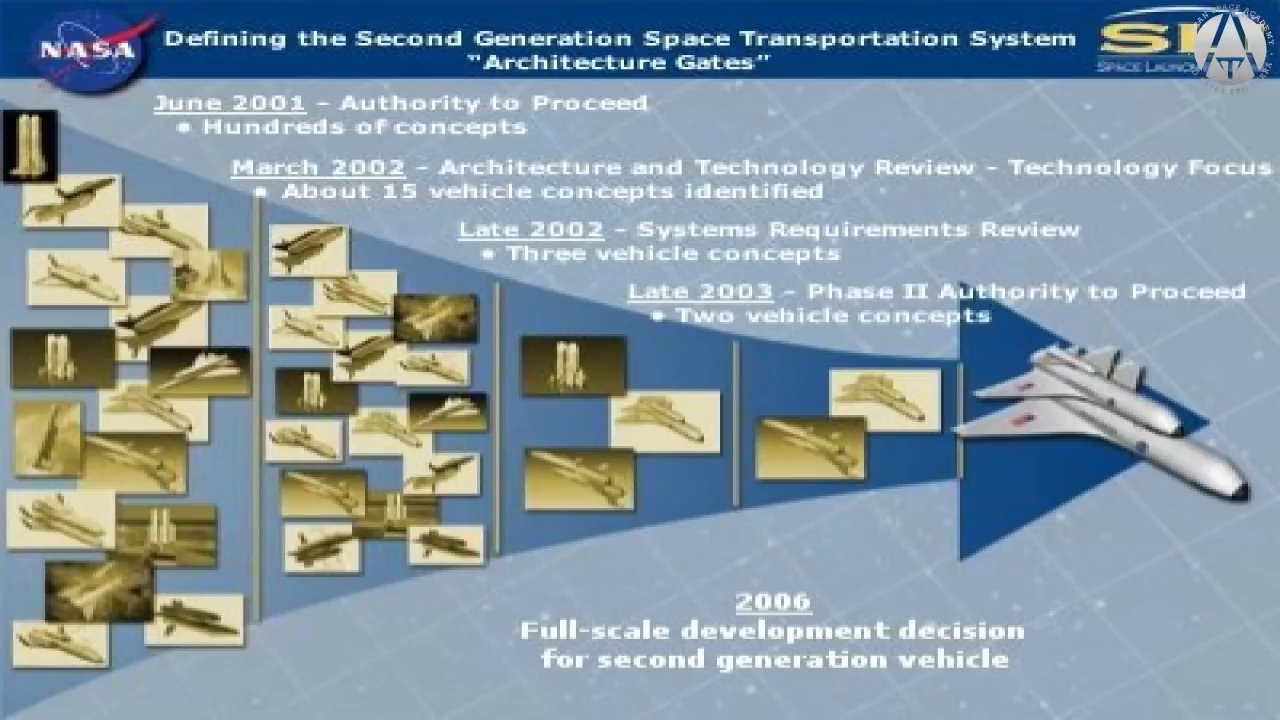 NASA
Defining the Second Generation Space Transportation System
"Architecture Gates"
June 2001 - Authority to Proceed
• Hundreds of concepts
March 2002 - Architecture and Technology Review - Technology Focus
• About 15 vehicle concepts identified
Late 2002 - Systems Requirements Review
• Three vehicle concepts
Late 2003 - Phase II Authority to Proceed
• Two vehicle concepts
2006
Full-scale development decision
for second generation vehicle